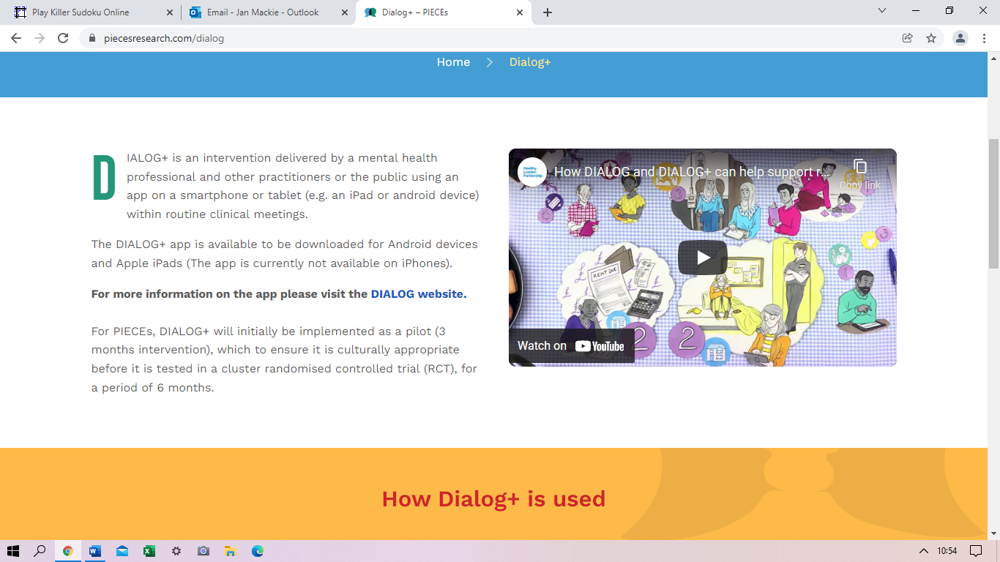 Play Killer Sudoku Online
Email - Jan Mackie - Outlook
Dialog+ – PIECEs
piecesresearch.com/dialog
Home
Dialog+
DIALOG+ is an intervention delivered by a mental health
professional and other practitioners or the public using an
app on a smartphone or tablet (e.g. an iPad or android device)
within routine clinical meetings.
The DIALOG+ app is available to be downloaded for Android devices
and Apple iPads (The app is currently not available on iPhones).
For more information on the app please visit the DIALOG website.
For PIECEs, DIALOG+ will initially be implemented as a pilot (3
months intervention), which to ensure it is culturally appropriate
before it is tested in a cluster randomised controlled trial (RCT), for
a period of 6 months.
Healthy
London
Partnership
How DIALOG and DIALOG+ can help support r...
Copy link
3
3
RENT DUE
1
2
2
Watch on YouTube
How Dialog+ is used
10:54